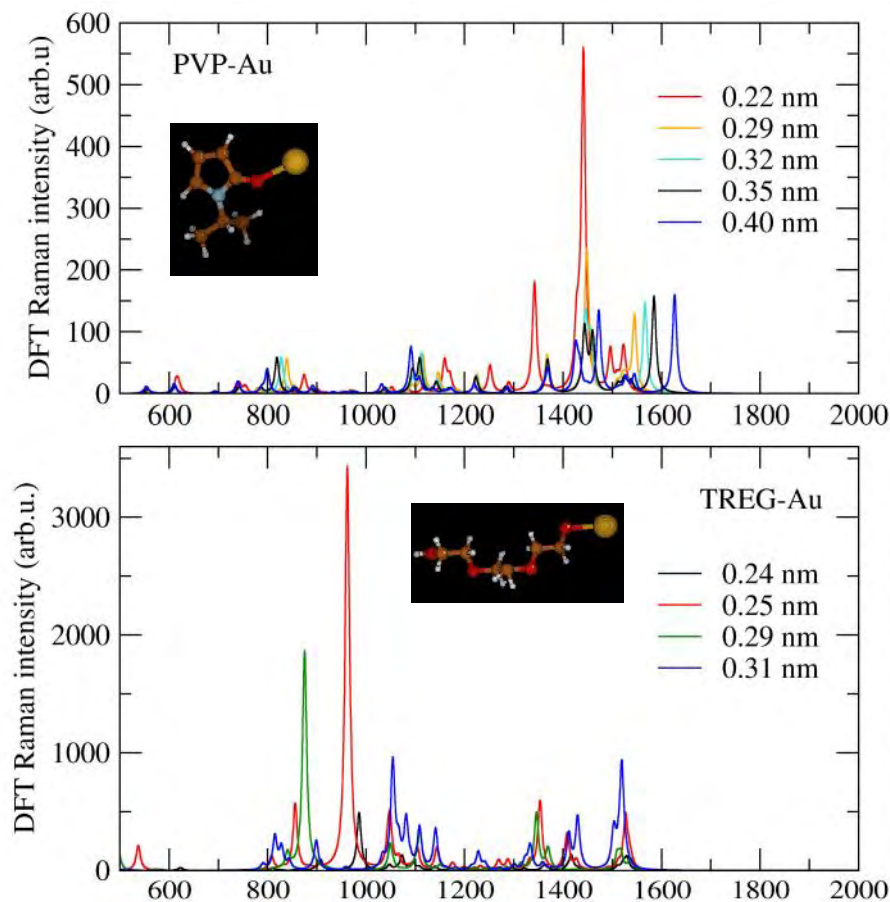 DFT Raman intensity (arb.u)
600
500
400
300
200
100
0
PVP-Au
0.22 nm
0.29 nm
0.32 nm
0.35 nm
0.40 nm
600 800 1000 1200 1400 1600 1800 2000
DFT Raman intensity (arb.u.)
3000
2000
1000
0
TREG-Au
0.24 nm
0.25 nm
0.29 nm
0.31 nm
600 800 1000 1200 1400 1600 1800 2000